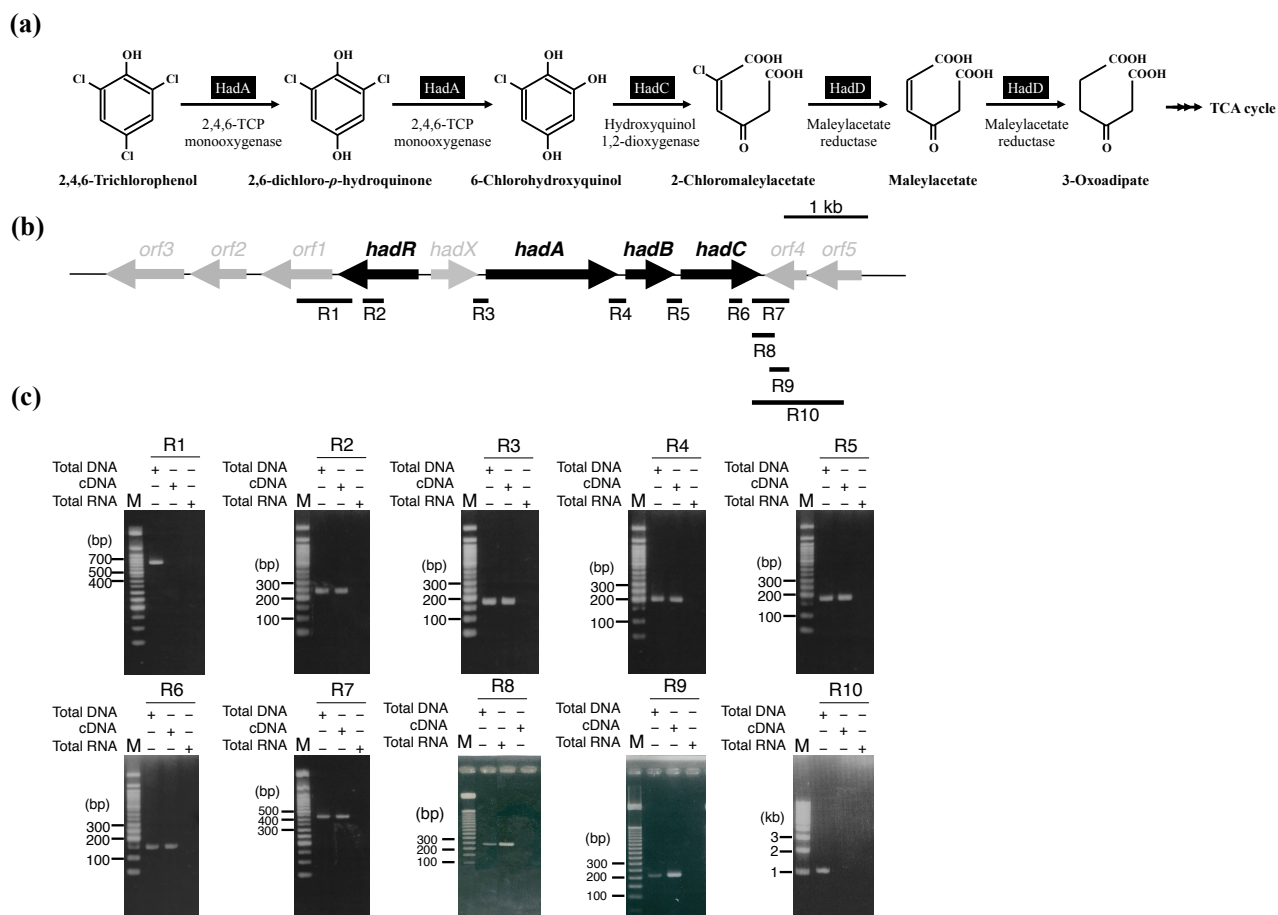 (a)
OH
Cl
Cl
Cl
HadA
2,4,6-TCP
monooxygenase
OH
Cl
Cl
OH
HadA
2,4,6-TCP
monooxygenase
OH
Cl
OH
OH
HadC
Hydroxyquinol
1,2-dioxygenase
COOH
Cl
COOH
O
HadD
Maleylacetate
reductase
COOH
COOH
O
HadD
Maleylacetate
reductase
COOH
COOH
O
TCA cycle
2,4,6-Trichlorophenol
2,6-dichloro-p-hydroquinone
6-Chlorohydroxyquinol
2-Chloromaleylacetate
Maleylacetate
3-Oxoadipate
(b)
1 kb
orf3 orf2 orf1 hadR hadX hadA hadB hadC orf4 orf5
R1 R2 R3 R4 R5 R6 R7
R8
R9
R10
(c)
R1
Total DNA + – –
cDNA – + –
Total RNA M – – +
(bp)
700
500
400
R2
Total DNA + – –
cDNA – + –
Total RNA M – – +
(bp)
300
200
100
R3
Total DNA + – –
cDNA – + –
Total RNA M – – +
(bp)
300
200
100
R4
Total DNA + – –
cDNA – + –
Total RNA M – – +
(bp)
300
200
100
R5
Total DNA + – –
cDNA – + –
Total RNA M – – +
(bp)
300
200
100
R6
Total DNA + – –
cDNA – + –
Total RNA M – – +
(bp)
300
200
100
R7
Total DNA + – –
cDNA – + –
Total RNA M – – +
(bp)
500
400
300
R8
Total DNA + – –
cDNA – – +
Total RNA M – + –
(bp)
300
200
100
R9
Total DNA + – –
cDNA – + –
Total RNA M – – +
(bp)
300
200
100
R10
Total DNA + – –
cDNA – + –
Total RNA M – – +
(kb)
3
2
1